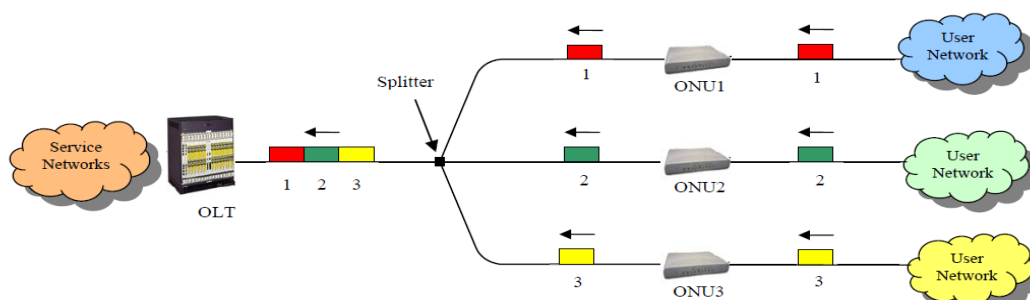 User
Network
1
1
ONU1
Splitter
Service
Networks
OLT
1 2 3
2
ONU2
2
User
Network
3
ONU3
3
User
Network